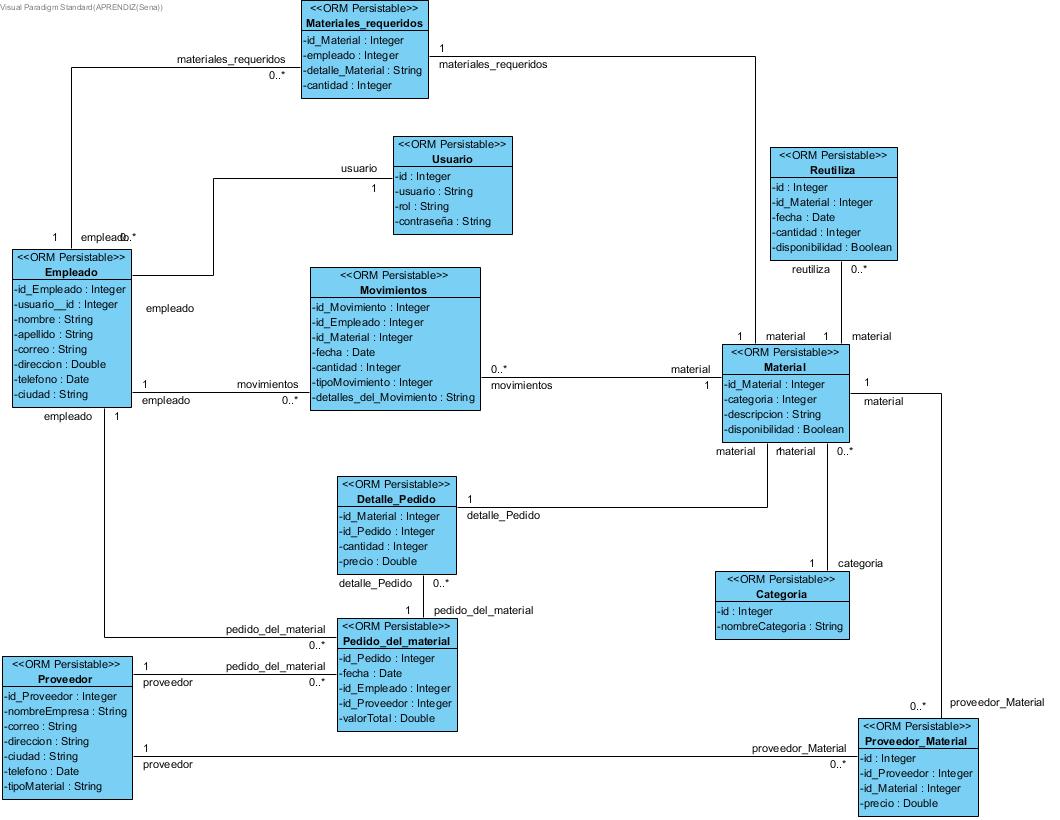 Visual Paradigm Standard(APRENDIZ(Sena))
<<ORM Persistable>>
Materiales_requeridos
-id_Material : Integer
-empleado : Integer
-detalle_Material : String
-cantidad : Integer
materiales_requeridos
0..*
1
materiales_requeridos
<<ORM Persistable>>
Usuario
-id : Integer
-usuario : String
-rol : String
-contraseña : String
usuario
1
<<ORM Persistable>>
Reutiliza
-id : Integer
-id_Material : Integer
-fecha : Date
-cantidad : Integer
-disponibilidad : Boolean
reutiliza
0..*
1
empleado
0..*
<<ORM Persistable>>
Empleado
-id_Empleado : Integer
-usuario__id : Integer
-nombre : String
-apellido : String
-correo : String
-direccion : Double
-telefono : Date
-ciudad : String
empleado
1
empleado
empleado
1
<<ORM Persistable>>
Movimientos
-id_Movimiento : Integer
-id_Empleado : Integer
-id_Material : Integer
-fecha : Date
-cantidad : Integer
-tipoMovimiento : Integer
-detalles_del_Movimiento : String
movimientos
0..*
0..*
movimientos
1
material
1
material
<<ORM Persistable>>
Material
-id_Material : Integer
-categoria : Integer
-descripcion : String
-disponibilidad : Boolean
material
1
1
material
material
material
0..*
<<ORM Persistable>>
Detalle_Pedido
-id_Material : Integer
-id_Pedido : Integer
-cantidad : Integer
-precio : Double
1
detalle_Pedido
detalle_Pedido
0..*
1
categoria
<<ORM Persistable>>
Categoria
-id : Integer
-nombreCategoria : String
1
pedido_del_material
<<ORM Persistable>>
Pedido_del_material
-id_Pedido : Integer
-fecha : Date
-id_Empleado : Integer
-id_Proveedor : Integer
-valorTotal : Double
pedido_del_material
0..*
pedido_del_material
0..*
<<ORM Persistable>>
Proveedor
-id_Proveedor : Integer
-nombreEmpresa : String
-correo : String
-direccion : String
-ciudad : String
-telefono : Date
-tipoMaterial : String
1
proveedor
1
proveedor
proveedor_Material
0..*
0..*
proveedor_Material
<<ORM Persistable>>
Proveedor_Material
-id : Integer
-id_Proveedor : Integer
-id_Material : Integer
-precio : Double